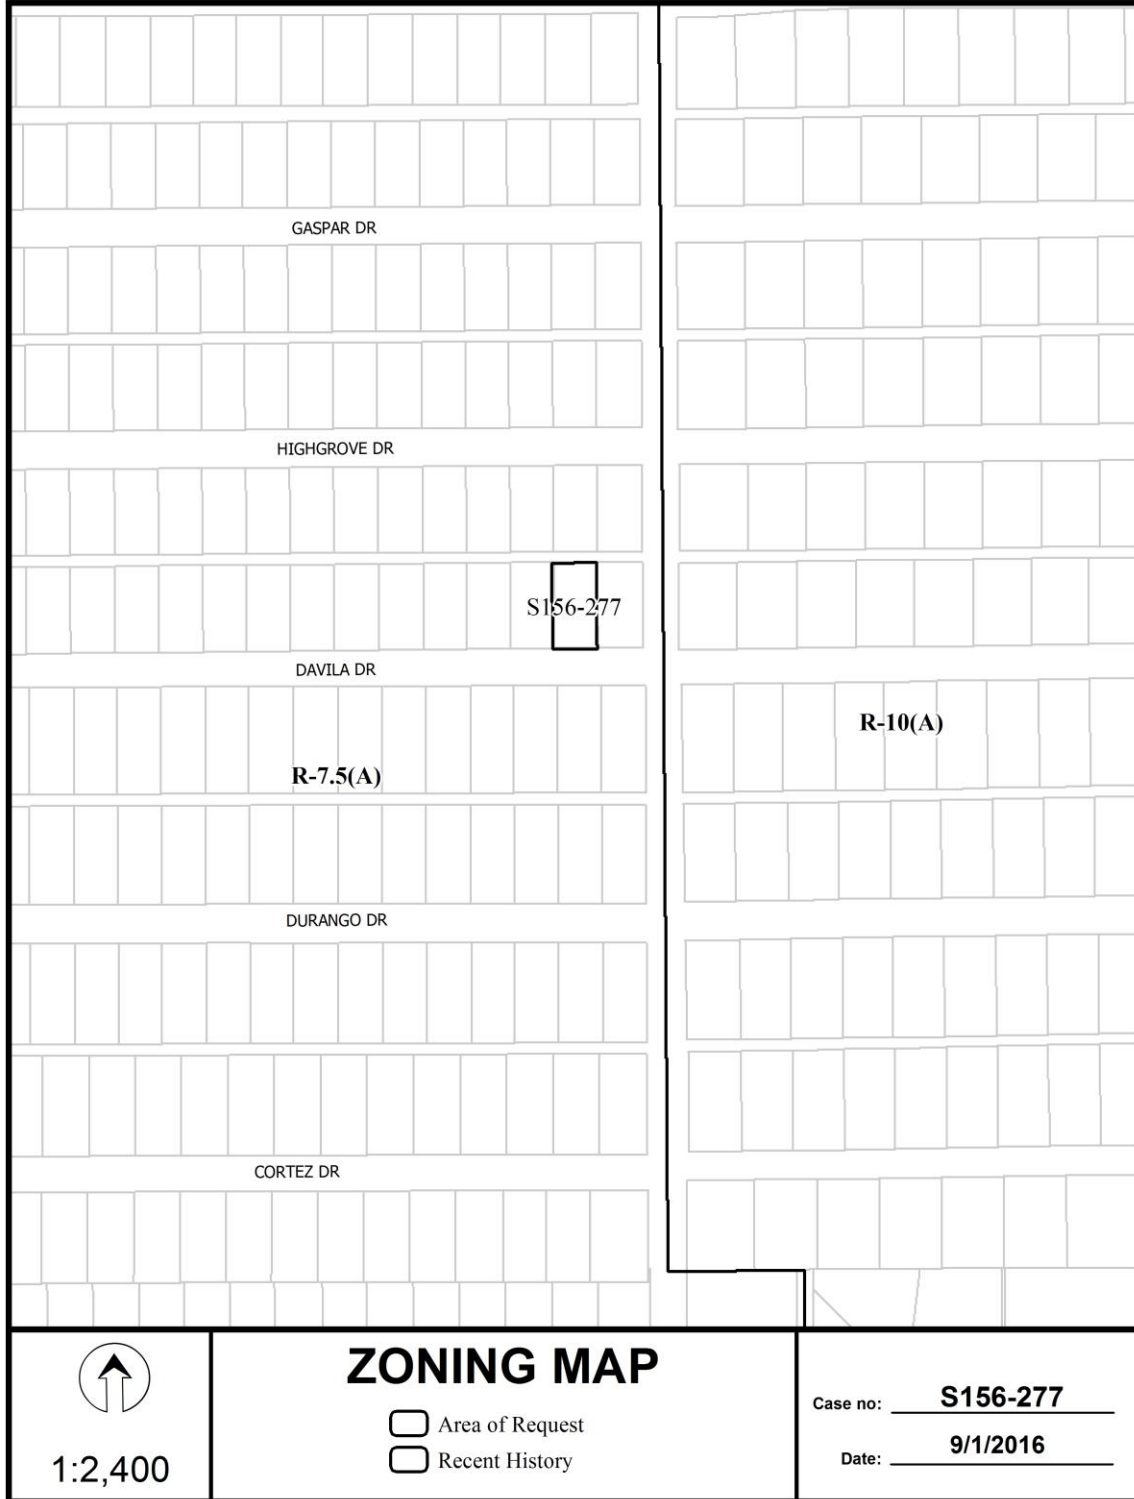 GASPAR DR
HIGHGROVE DR
S156-277
DAVILA DR
R-10(A)
R-7.5(A)
DURANGO DR
CORTEZ DR
1:2,400
ZONING MAP
Area of Request
Recent History
Case no: S156-277
Date: 9/1/2016